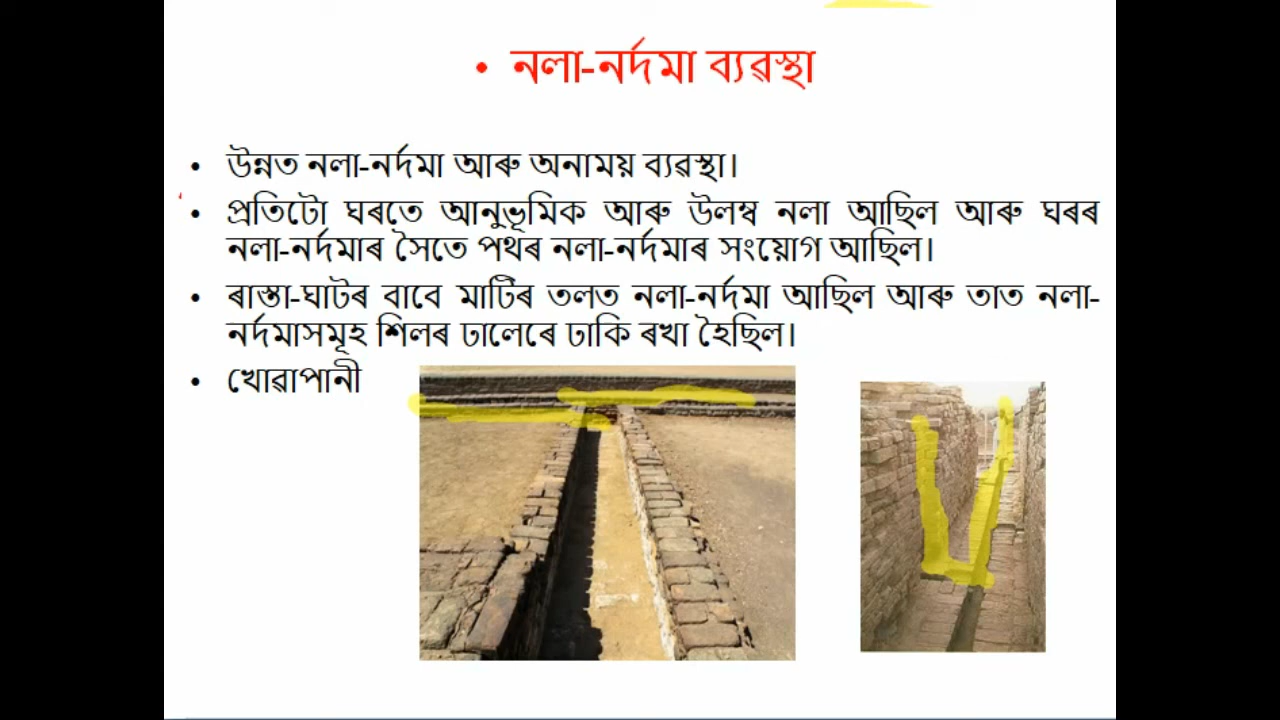 • নলা-নৰ্দমা ব্যৱস্থা
• উন্নত নলা-নৰ্দমা আৰু অনাময় ব্যৱস্থা।
• প্ৰতিটো ঘৰতে আনুভূমিক আৰু উলম্ব নলা আছিল আৰু ঘৰৰ
নলা-নৰ্দমাৰ সৈতে পথৰ নলা-নৰ্দমাৰ সংযোগ আছিল।
• ৰাস্তা-ঘাটৰ বাবে মাটিৰ তলত নলা-নৰ্দমা আছিল আৰু তাত নলা-
নৰ্দমাসমূহ শিলৰ ঢালেৰে ঢাকি ৰখা হৈছিল।
• খোৱাপানী